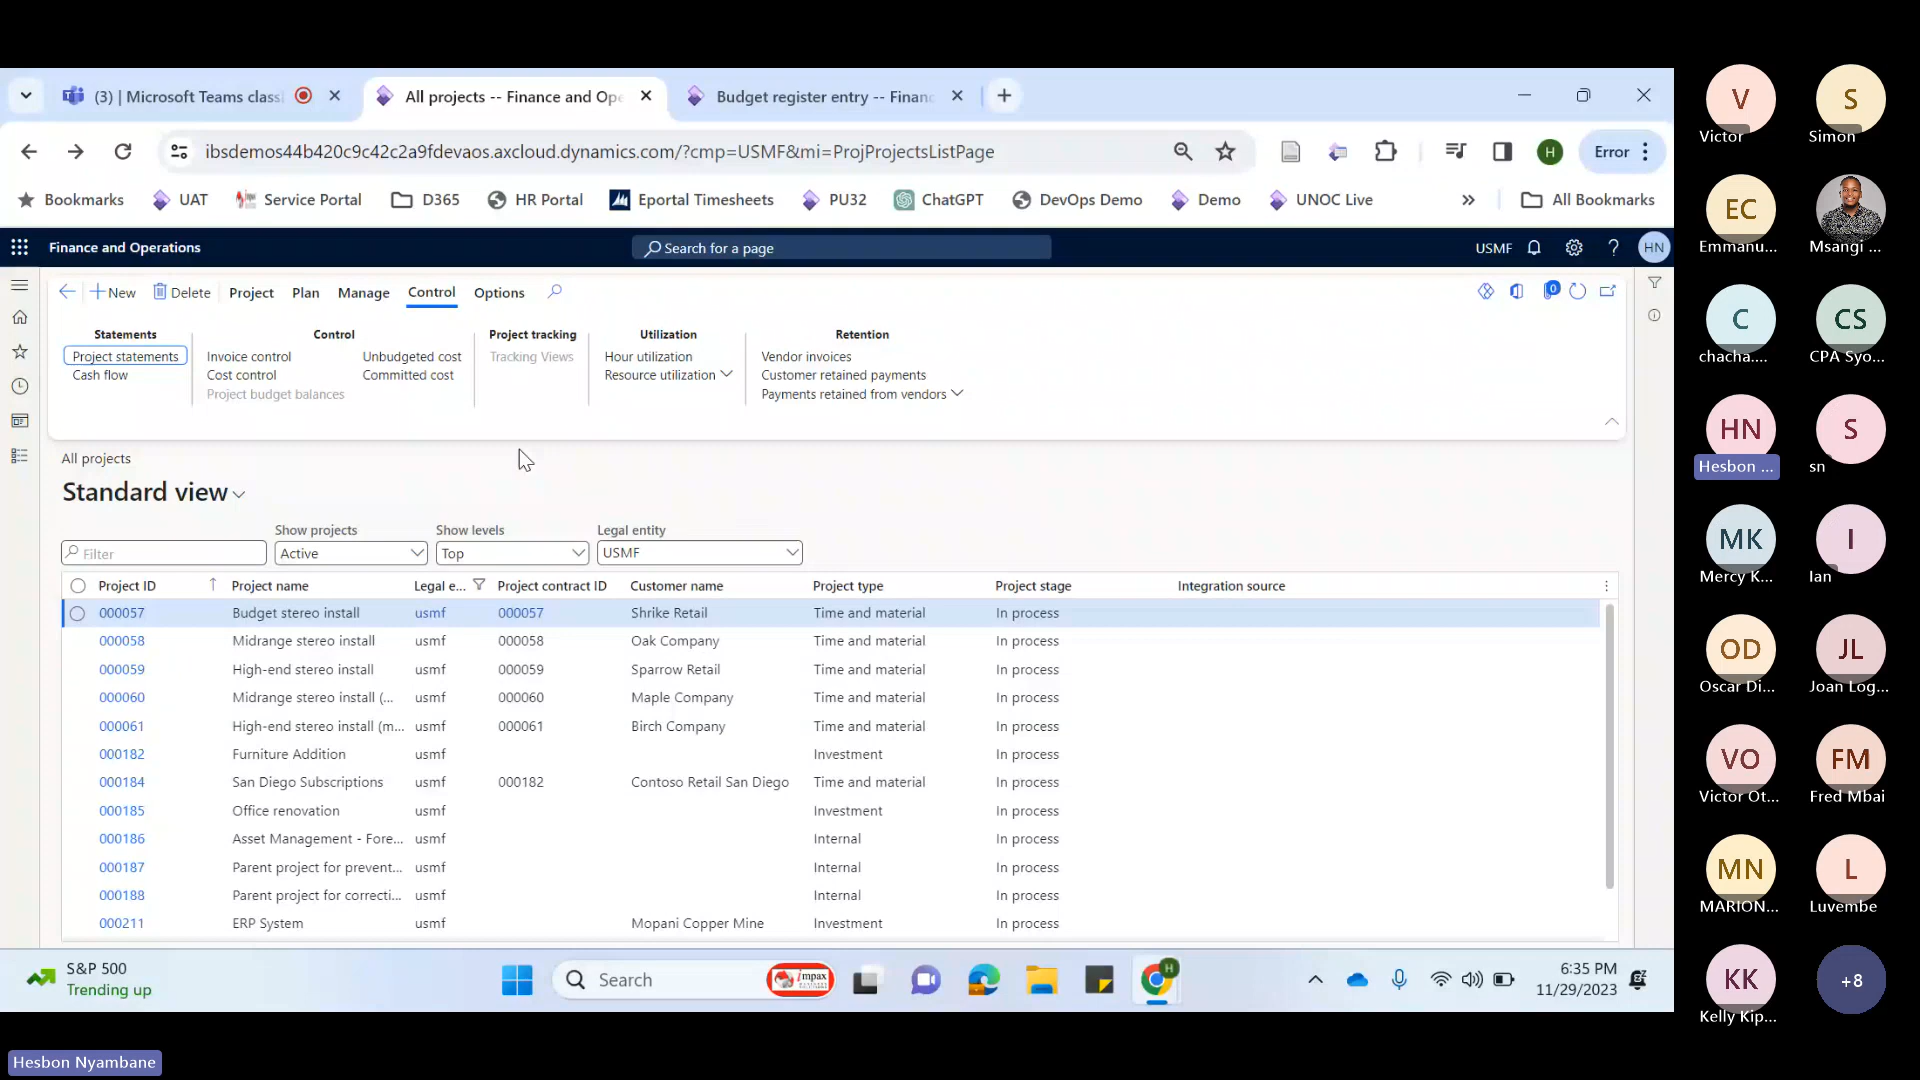 (3) | Microsoft Teams class
All projects -- Finance and Ope
Budget register entry -- Finan
ibsdemos44b420c9c42c2a9fdevaos.axcloud.dynamics.com/?cmp=USMF&mi=ProjProjectsListPage
H
Error
Bookmarks
UAT
Service Portal
D365
HR Portal
Eportal Timesheets
PU32
ChatGPT
DevOps Demo
Demo
UNOC Live
All Bookmarks
Finance and Operations
Search for a page
USMF
HN
New
Delete
Project
Plan
Manage
Control
Options
0
Statements
Project statements
Cash flow
Control
Invoice control
Cost control
Project budget balances
Unbudgeted cost
Committed cost
Project tracking
Tracking Views
Utilization
Hour utilization
Resource utilization
Retention
Vendor invoices
Customer retained payments
Payments retained from vendors
All projects
Standard view
Filter
Show projects
Active
Show levels
Top
Legal entity
USMF
Project ID Project name Legal e... Project contract ID Customer name Project type Project stage Integration source
000057 Budget stereo install usmf 000057 Shrike Retail Time and material In process
000058 Midrange stereo install usmf 000058 Oak Company Time and material In process
000059 High-end stereo install usmf 000059 Sparrow Retail Time and material In process
000060 Midrange stereo install (... usmf 000060 Maple Company Time and material In process
000061 High-end stereo install (m... usmf 000061 Birch Company Time and material In process
000182 Furniture Addition usmf Investment In process
000184 San Diego Subscriptions usmf 000182 Contoso Retail San Diego Time and material In process
000185 Office renovation usmf Investment In process
000186 Asset Management - Fore... usmf Internal In process
000187 Parent project for prevent... usmf Internal In process
000188 Parent project for correcti... usmf Internal In process
000211 ERP System usmf Mopani Copper Mine Investment In process
S&P 500
Trending up
Search
impax
H
6:35 PM
11/29/2023
V
Victor
S
Simon
EC
Emmanu...
Msangi ...
C
chacha....
CS
CPA Syo...
HN
Hesbon ...
S
sn
MK
Mercy K...
I
Ian
OD
Oscar Di...
JL
Joan Log...
VO
Victor Ot...
FM
Fred Mbai
MN
MARION...
L
Luvembe
KK
Kelly Kip...
+8
Hesbon Nyambane